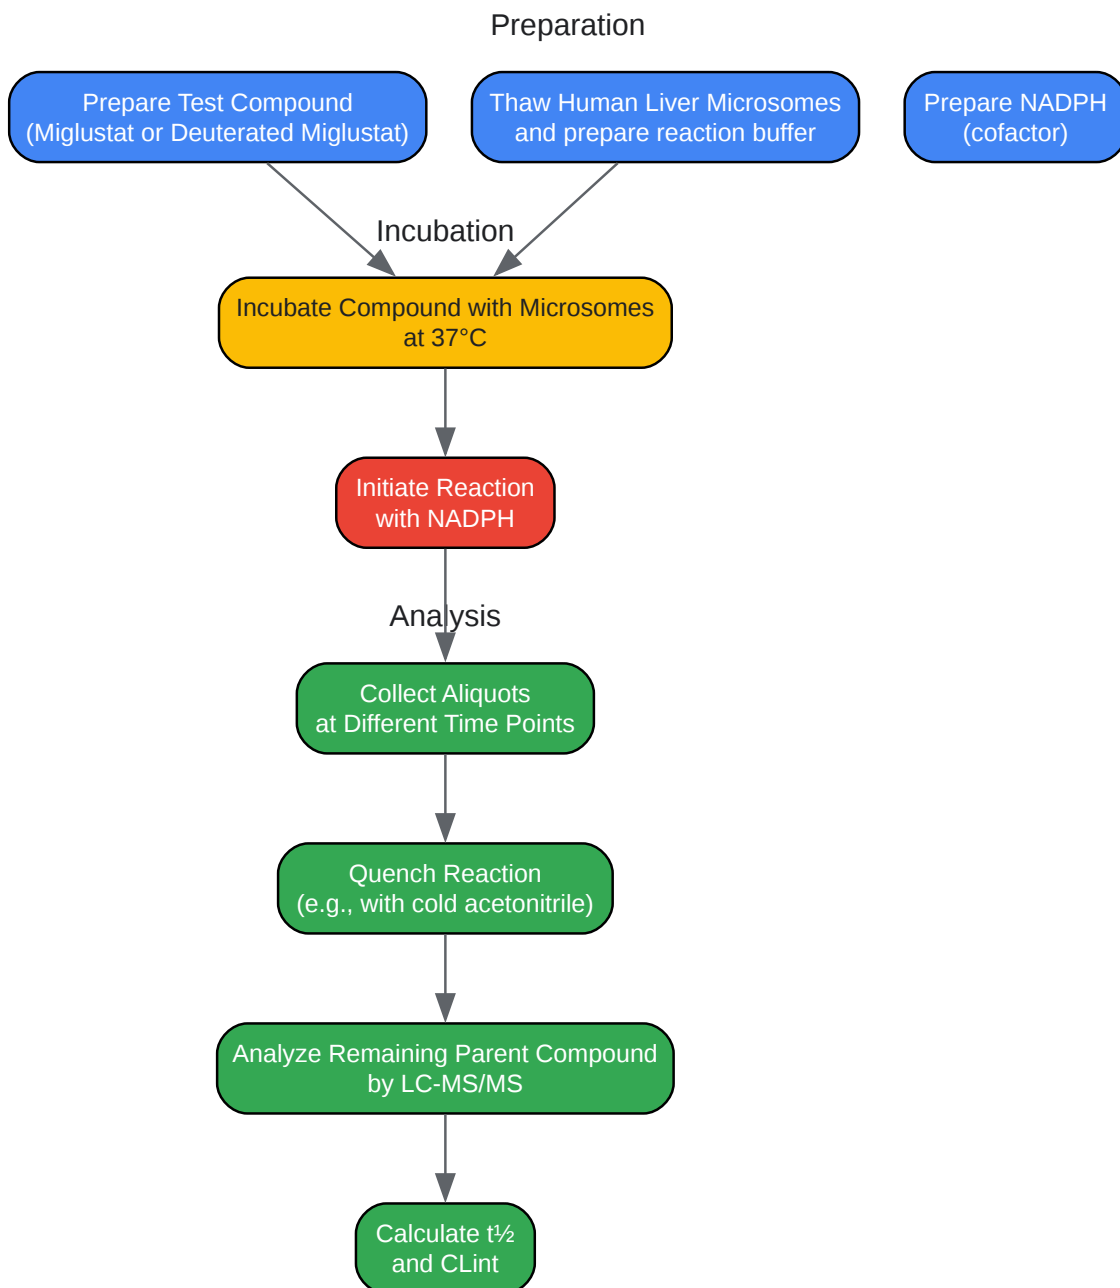 Preparation
Prepare Test Compound
(Miglustat or Deuterated Miglustat)
Thaw Human Liver Microsomes
and prepare reaction buffer
Prepare NADPH
(cofactor)
Incubation
Incubate Compound with Microsomes
at 37°C
Initiate Reaction
with NADPH
Analysis
Collect Aliquots
at Different Time Points
Quench Reaction
(e.g., with cold acetonitrile)
Analyze Remaining Parent Compound
by LC-MS/MS
Calculate t½
and CLint